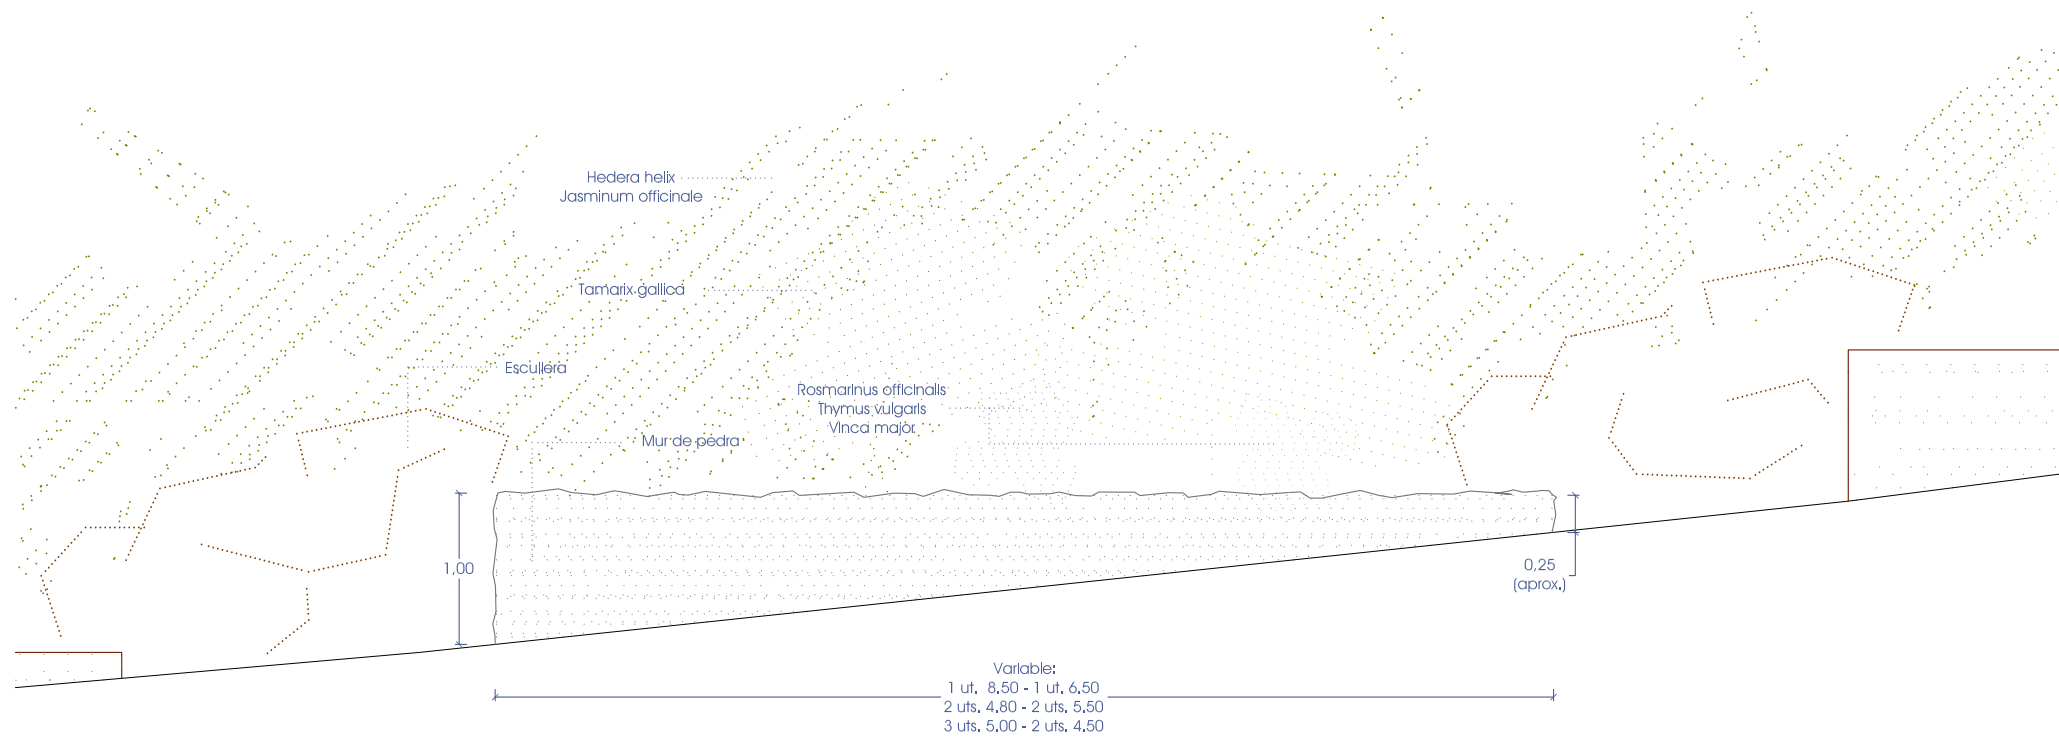 Hedera helix
Jasminum officinale
Tamarix gallica
Escullera
Rosmarinus officinalis
Thymus vulgaris
Vinca major
Mur de pedra
1,00
0,25
(aprox.)
Variable:
1 ut. 8,50 - 1 ut. 6,50
2 uts. 4,80 - 2 uts. 5,50
3 uts. 5,00 - 2 uts. 4,50